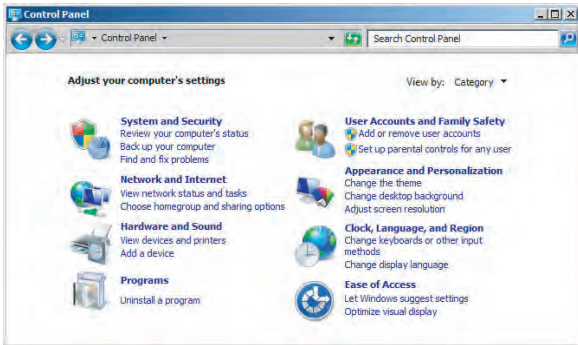 Control Panel
Control Panel
Search Control Panel
Adjust your computer's settings
View by: Category
System and Security
Review your computer's status
Back up your computer
Find and fix problems
Network and Internet
View network status and tasks
Choose homegroup and sharing options
Hardware and Sound
View devices and printers
Add a device
Programs
Uninstall a program
User Accounts and Family Safety
Add or remove user accounts
Set up parental controls for any user
Appearance and Personalization
Change the theme
Change desktop background
Adjust screen resolution
Clock, Language, and Region
Change keyboards or other input
methods
Change display language
Ease of Access
Let Windows suggest settings
Optimize visual display